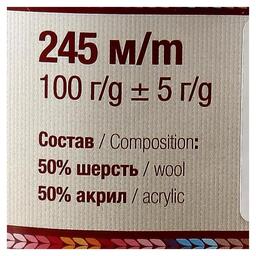 245 м/m
100 г/g ± 5 г/g
Состав / Composition:
50% шерсть / wool
50% акрил / acrylic